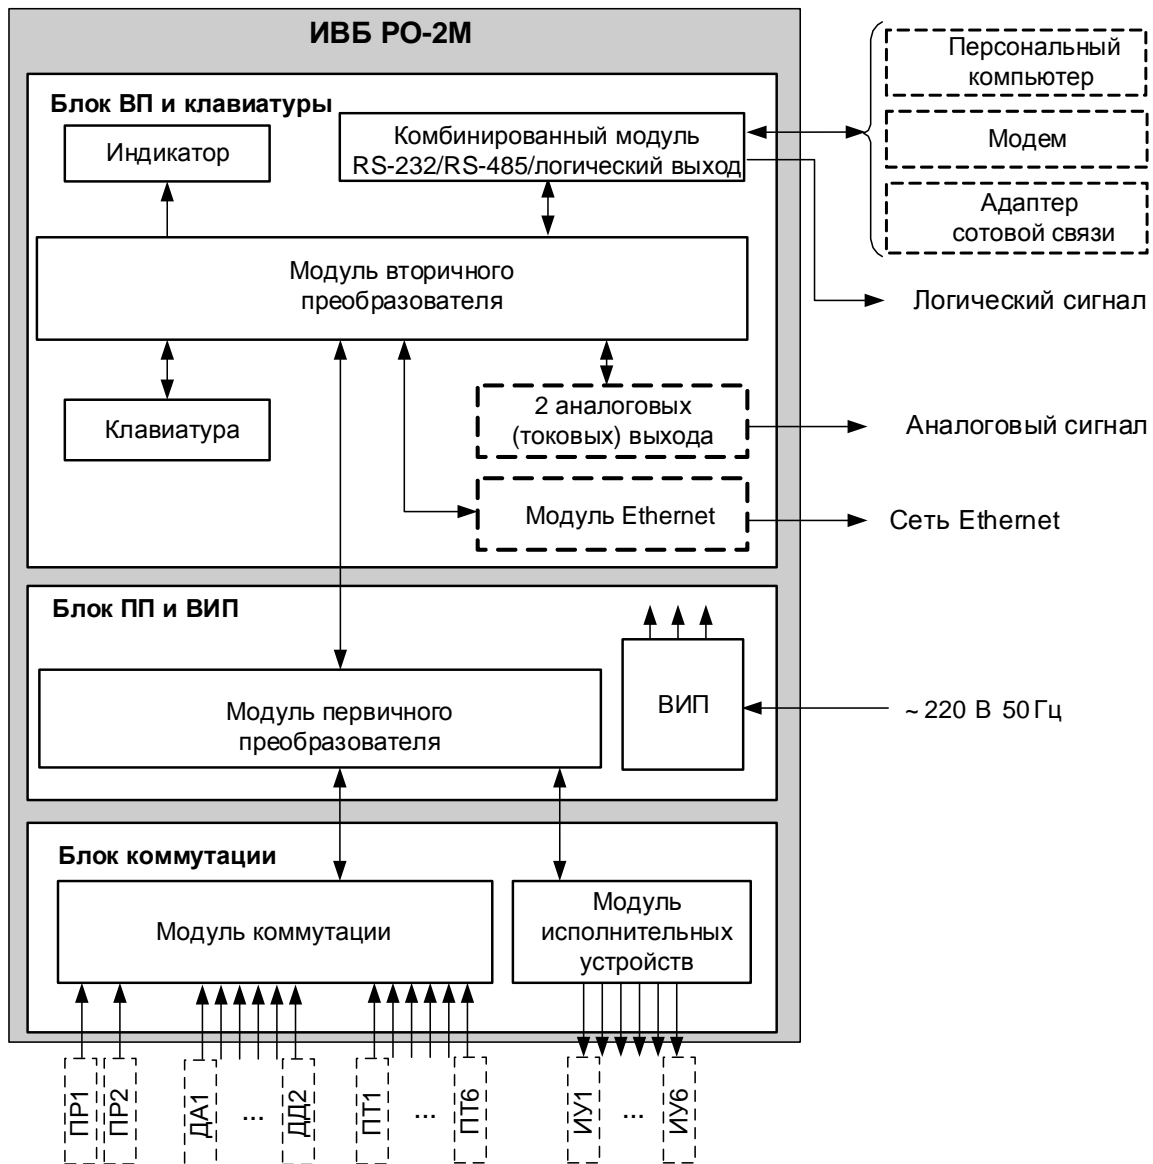 ИВБ РО-2М
Блок ВП и клавиатуры
Индикатор
Комбинированный модуль
RS-232/RS-485/логический выход
Персональный
компьютер
Модем
Адаптер
сотовой связи
Модуль вторичного
преобразователя
Логический сигнал
Клавиатура
2 аналоговых
(токовых) выхода
Аналоговый сигнал
Модуль Ethernet
Сеть Ethernet
Блок ПП и ВИП
Модуль первичного
преобразователя
ВИП
~ 220 В 50 Гц
Блок коммутации
Модуль коммутации
Модуль
исполнительных
устройств
ПР1
ПР2
ДА1
...
ДД2
ПТ1
...
ПТ6
ИУ1
...
ИУ6